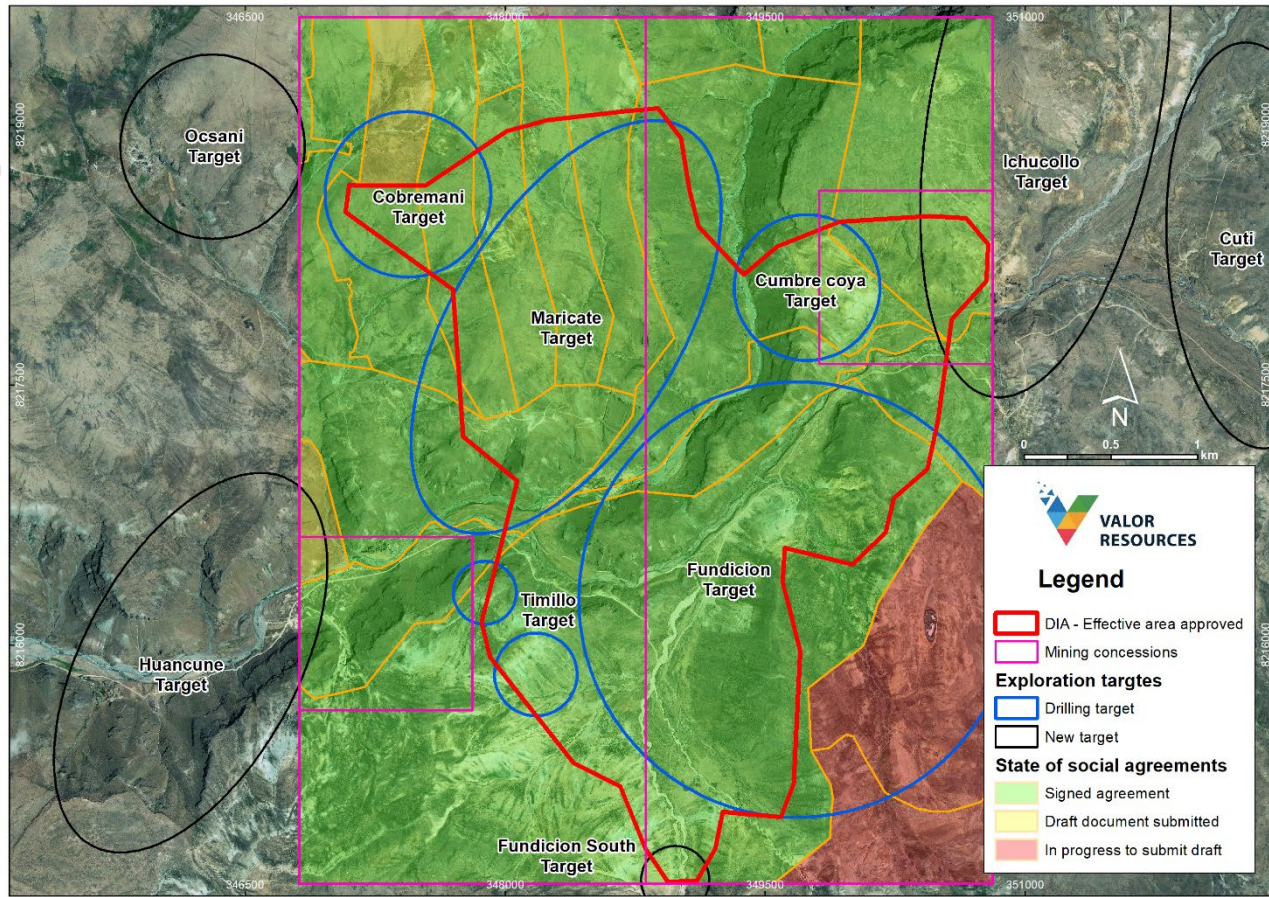 346500
348000
349500
351000
8219000
8219000
Ocsani
Target
Cobremani
Target
Ichucollo
Target
Cuti
Target
Cumbre coya
Target
Maricate
Target
8217500
8217500
N
0
0.5
1
km
Fundicion
Target
Timillo
Target
8216000
8216000
Huancune
Target
Fundicion South
Target
346500
348000
349500
351000
VALOR
RESOURCES
Legend
DIA - Effective area approved
Mining concessions
Exploration targtes
Drilling target
New target
State of social agreements
Signed agreement
Draft document submitted
In progress to submit draft